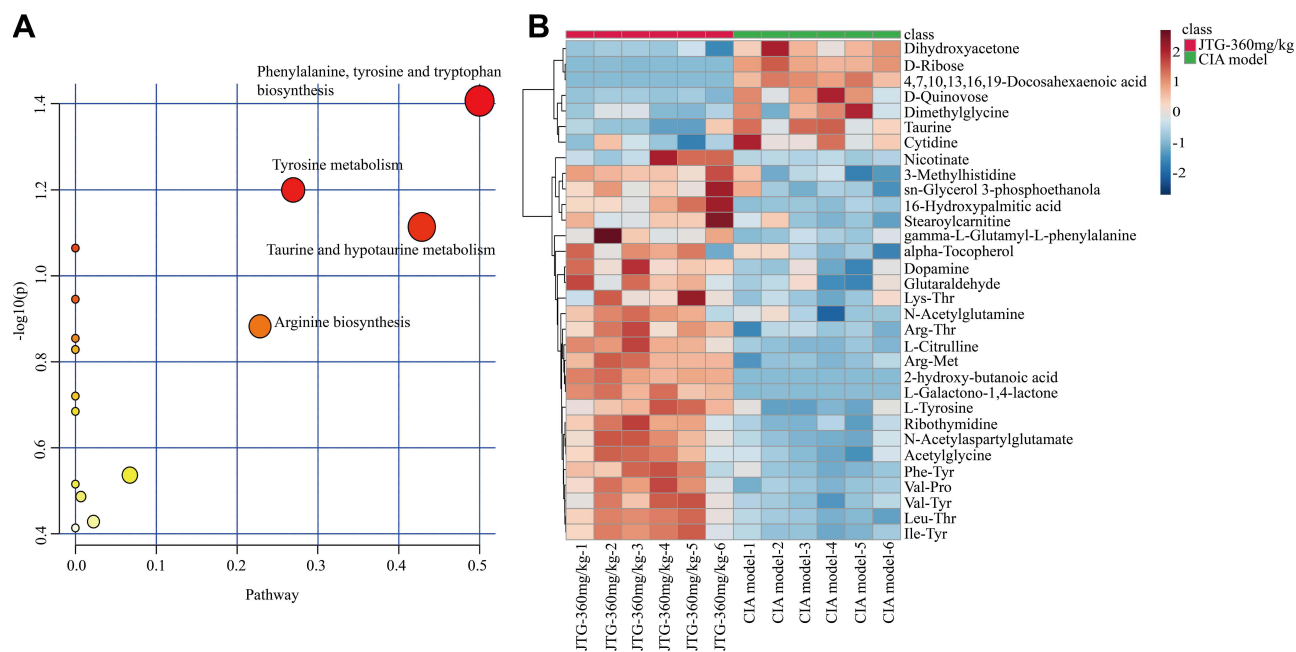 A
Phenylalanine, tyrosine and tryptophan
biosynthesis
Tyrosine metabolism
Taurine and hypotaurine metabolism
Arginine biosynthesis
-log10(p)
1.4
1.2
1.0
0.8
0.6
0.4
0.0
0.1
0.2
0.3
0.4
0.5
Pathway
B
class
Dihydroxyacetone
D-Ribose
4,7,10,13,16,19-Docosahexaenoic acid
D-Quinovose
Dimethylglycine
Taurine
Cytidine
Nicotinate
3-Methylhistidine
sn-Glycerol 3-phosphoethanola
16-Hydroxypalmitic acid
Stearoylcarnitine
gamma-L-Glutamyl-L-phenylalanine
alpha-Tocopherol
Dopamine
Glutaraldehyde
Lys-Thr
N-Acetylglutamine
Arg-Thr
L-Citrulline
Arg-Met
2-hydroxy-butanoic acid
L-Galactono-1,4-lactone
L-Tyrosine
Ribothymidine
N-Acetylaspartylglutamate
Acetylglycine
Phe-Tyr
Val-Pro
Val-Tyr
Leu-Thr
Ile-Tyr
JTG-360mg/kg-1
JTG-360mg/kg-2
JTG-360mg/kg-3
JTG-360mg/kg-4
JTG-360mg/kg-5
JTG-360mg/kg-6
CIA model-1
CIA model-2
CIA model-3
CIA model-4
CIA model-5
CIA model-6
2
1
0
-1
-2
class
JTG-360mg/kg
CIA model